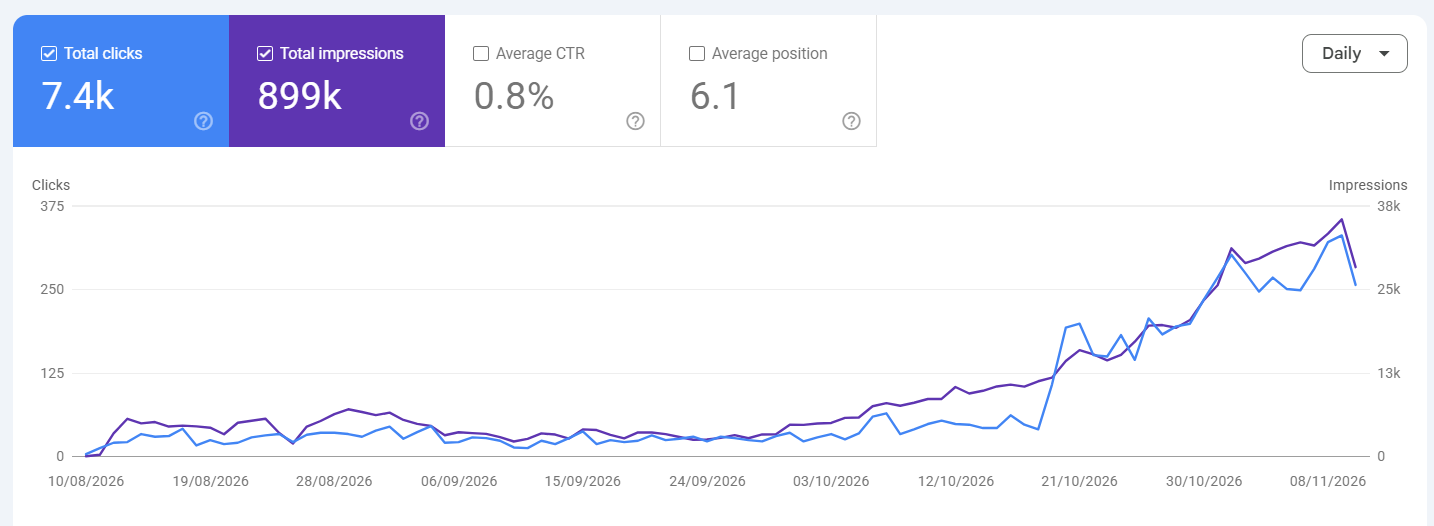 Total clicks
7.4k
Total impressions
899k
Average CTR
0.8%
Average position
6.1
Daily
Clicks
Impressions
375
38k
250
25k
125
13k
0
0
10/08/2026 19/08/2026 28/08/2026 06/09/2026 15/09/2026 24/09/2026 03/10/2026 12/10/2026 21/10/2026 30/10/2026 08/11/2026